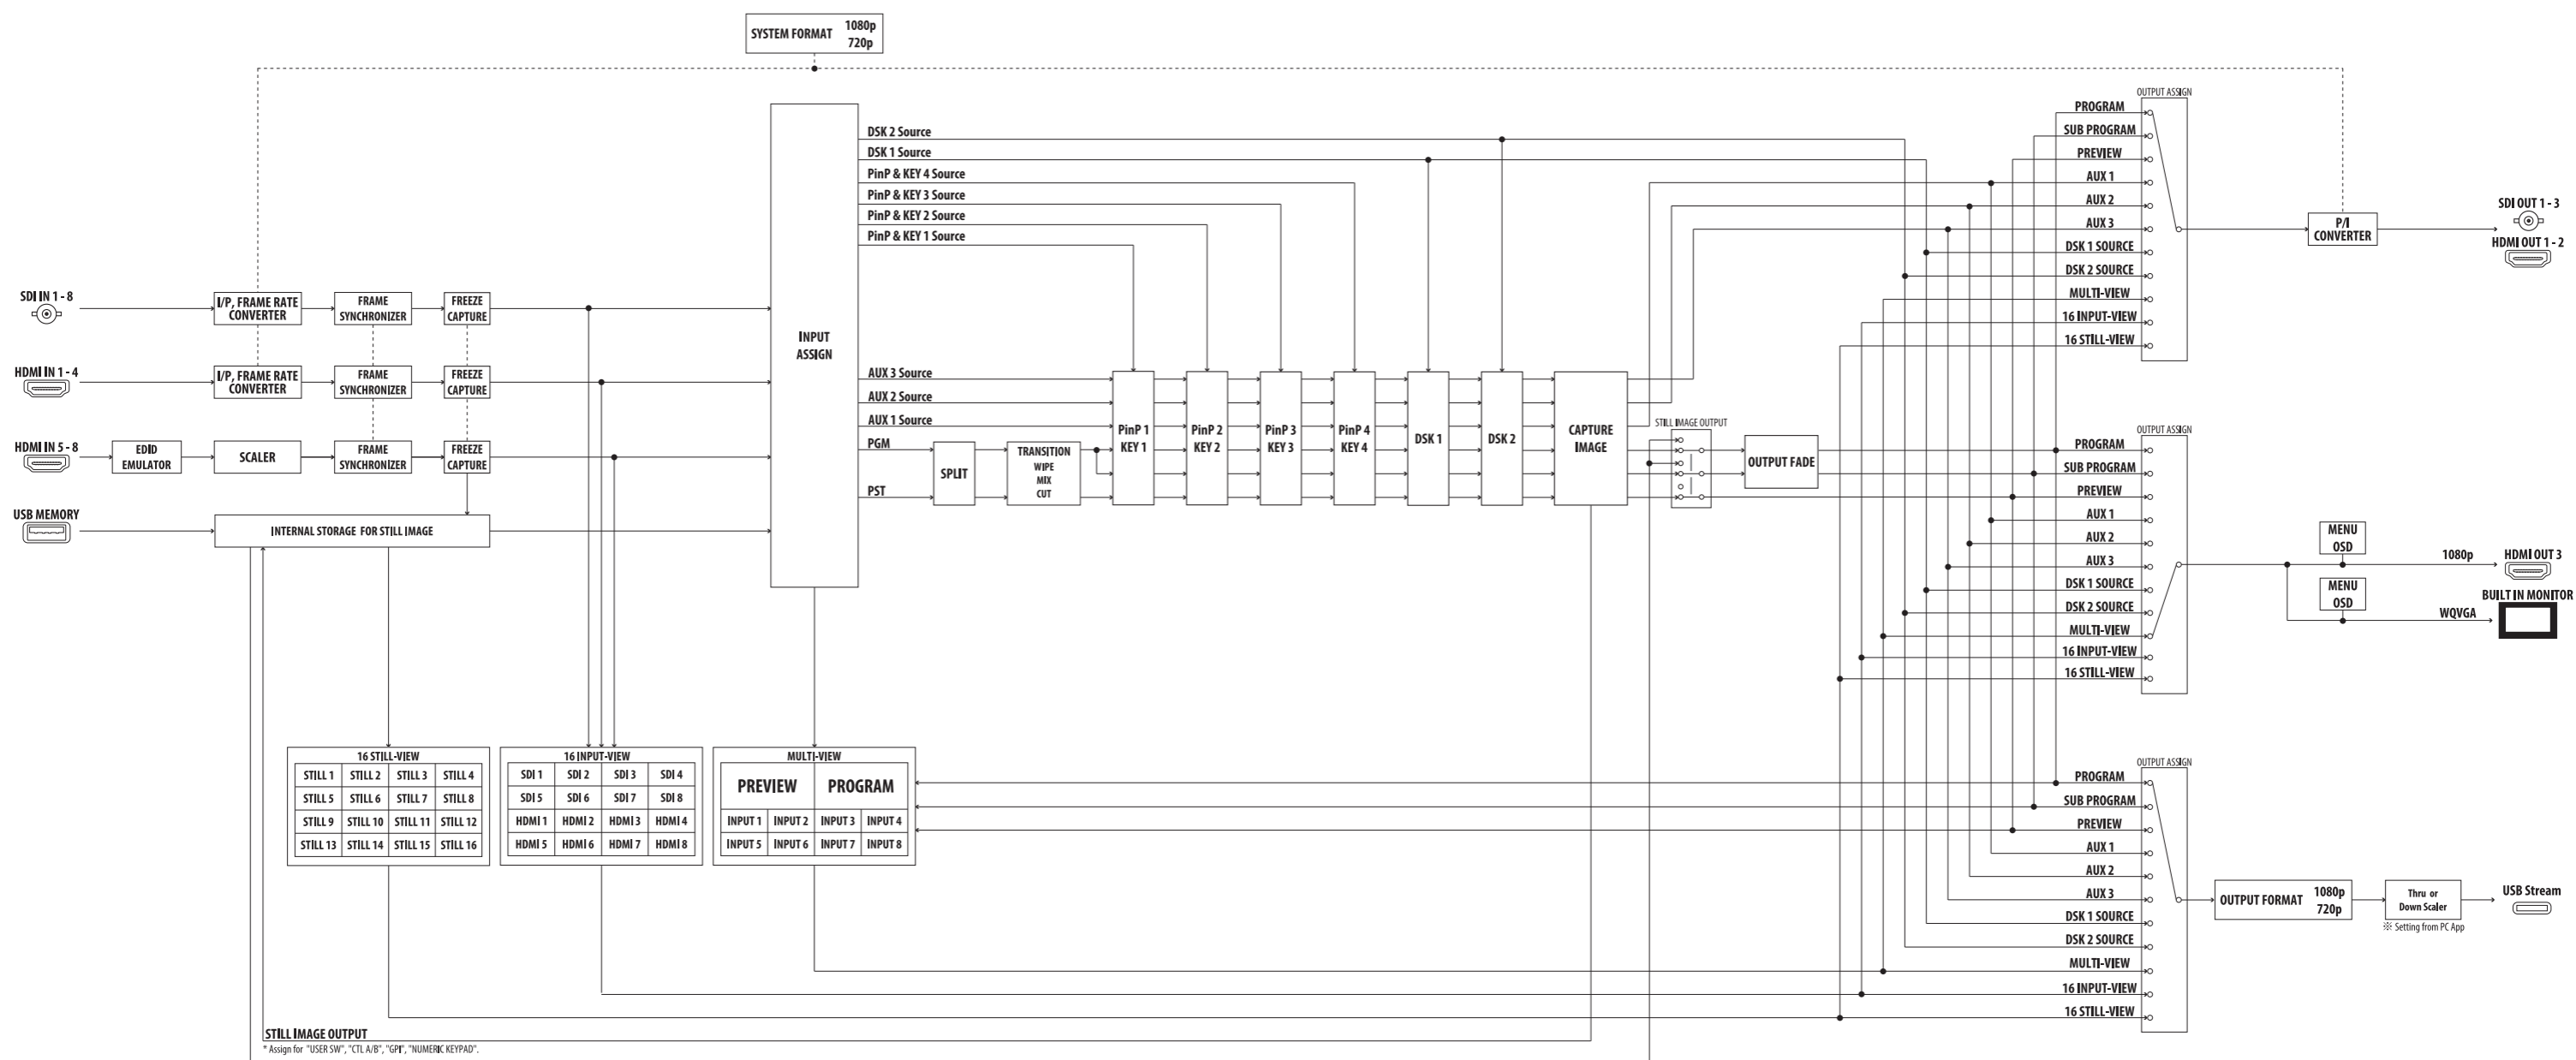 SYSTEM FORMAT 1080p
720p
OUTPUT ASSIGN
PROGRAM
SUB PROGRAM
PREVIEW
AUX 1
AUX 2
AUX 3
DSK 1 SOURCE
DSK 2 SOURCE
MULTI-VIEW
16 INPUT-VIEW
16 STILL-VIEW
P/I
CONVERTER
SDI OUT 1 - 3
HDMI OUT 1 - 2
DSK 2 Source
DSK 1 Source
PinP & KEY 4 Source
PinP & KEY 3 Source
PinP & KEY 2 Source
PinP & KEY 1 Source
SDI IN 1 - 8
I/P, FRAME RATE
CONVERTER
FRAME
SYNCHRONIZER
FREEZE
CAPTURE
HDMI IN 1 - 4
I/P, FRAME RATE
CONVERTER
FRAME
SYNCHRONIZER
FREEZE
CAPTURE
HDMI IN 5 - 8
EDID
EMULATOR
SCALER
FRAME
SYNCHRONIZER
FREEZE
CAPTURE
USB MEMORY
INTERNAL STORAGE FOR STILL IMAGE
INPUT
ASSIGN
AUX 3 Source
AUX 2 Source
AUX 1 Source
PGM
PST
SPLIT
TRANSITION
WIPE
MIX
CUT
PinP 1
KEY 1
PinP 2
KEY 2
PinP 3
KEY 3
PinP 4
KEY 4
DSK 1
DSK 2
CAPTURE
IMAGE
STILL IMAGE OUTPUT
OUTPUT FADE
OUTPUT ASSIGN
PROGRAM
SUB PROGRAM
PREVIEW
AUX 1
AUX 2
AUX 3
DSK 1 SOURCE
DSK 2 SOURCE
MULTI-VIEW
16 INPUT-VIEW
16 STILL-VIEW
MENU
OSD
1080p
HDMI OUT 3
MENU
OSD
WQVGA
BUILT IN MONITOR
16 STILL-VIEW
STILL 1 STILL 2 STILL 3 STILL 4
STILL 5 STILL 6 STILL 7 STILL 8
STILL 9 STILL 10 STILL 11 STILL 12
STILL 13 STILL 14 STILL 15 STILL 16
16 INPUT-VIEW
SDI 1 SDI 2 SDI 3 SDI 4
SDI 5 SDI 6 SDI 7 SDI 8
HDMI 1 HDMI 2 HDMI 3 HDMI 4
HDMI 5 HDMI 6 HDMI 7 HDMI 8
MULTI-VIEW
PREVIEW PROGRAM
INPUT 1 INPUT 2 INPUT 3 INPUT 4
INPUT 5 INPUT 6 INPUT 7 INPUT 8
OUTPUT ASSIGN
PROGRAM
SUB PROGRAM
PREVIEW
AUX 1
AUX 2
AUX 3
DSK 1 SOURCE
DSK 2 SOURCE
MULTI-VIEW
16 INPUT-VIEW
16 STILL-VIEW
OUTPUT FORMAT 1080p
720p
Thru or
Down Scaler
※ Setting from PC App
USB Stream
STILL IMAGE OUTPUT
* Assign for "USER SW", "CTL A/B", "GPI", "NUMERIC KEYPAD".